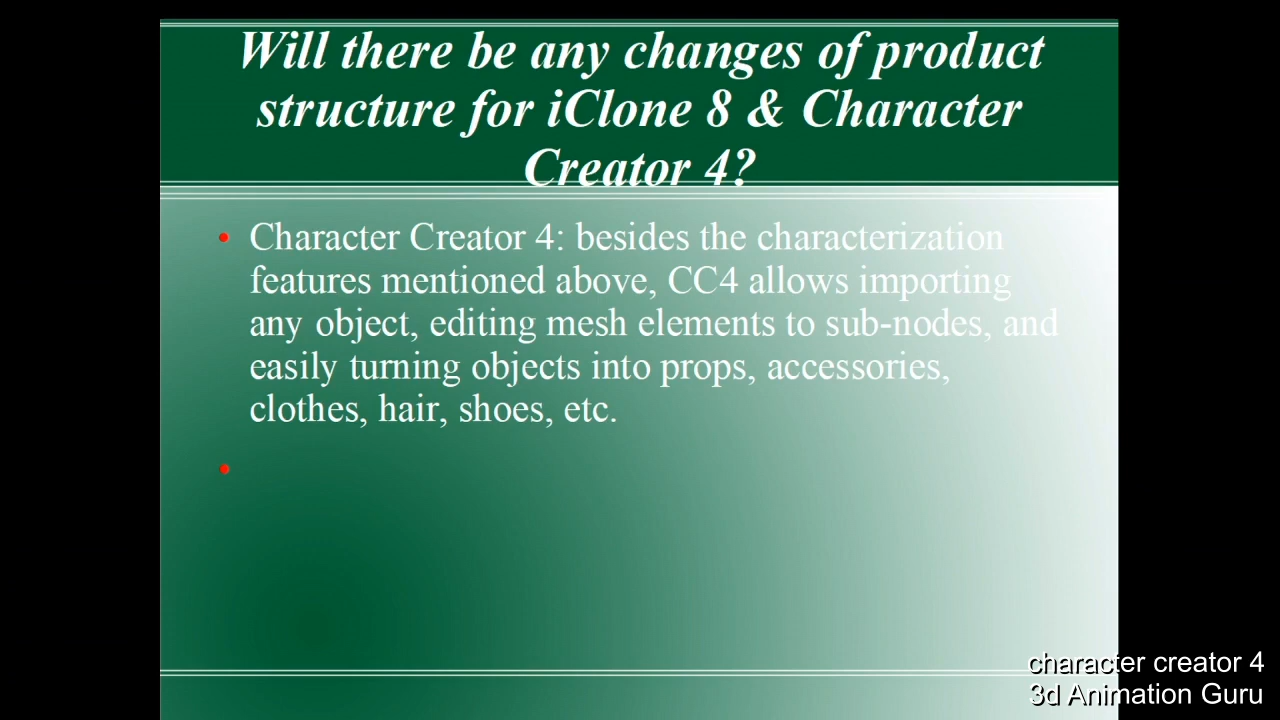 Will there be any changes of product
structure for iClone 8 & Character
Creator 4?
Character Creator 4: besides the characterization
features mentioned above, CC4 allows importing
any object, editing mesh elements to sub-nodes, and
easily turning objects into props, accessories,
clothes, hair, shoes, etc.
character creator 4
3d Animation Guru